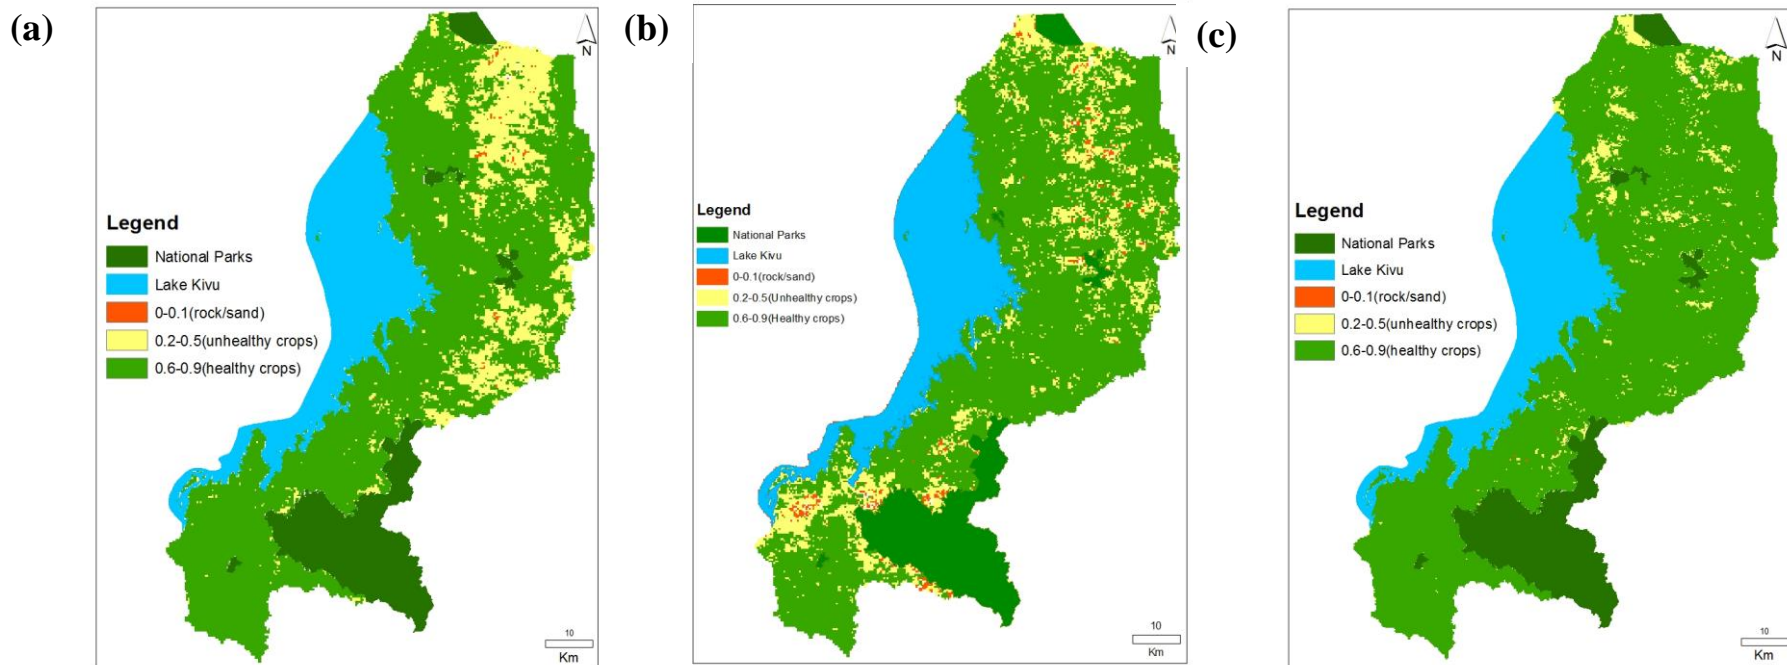 (a)
N
Legend
National Parks
Lake Kivu
0-0.1(rock/sand)
0.2-0.5(unhealthy crops)
0.6-0.9(healthy crops)
10
Km
(b)
N
Legend
National Parks
Lake Kivu
0-0.1(rock/sand)
0.2-0.5(Unhealthy crops)
0.6-0.9(Healthy crops)
10
Km
(c)
N
Legend
National Parks
Lake Kivu
0-0.1(rock/sand)
0.2-0.5(unhealthy crops)
0.6-0.9(healthy crops)
10
Km